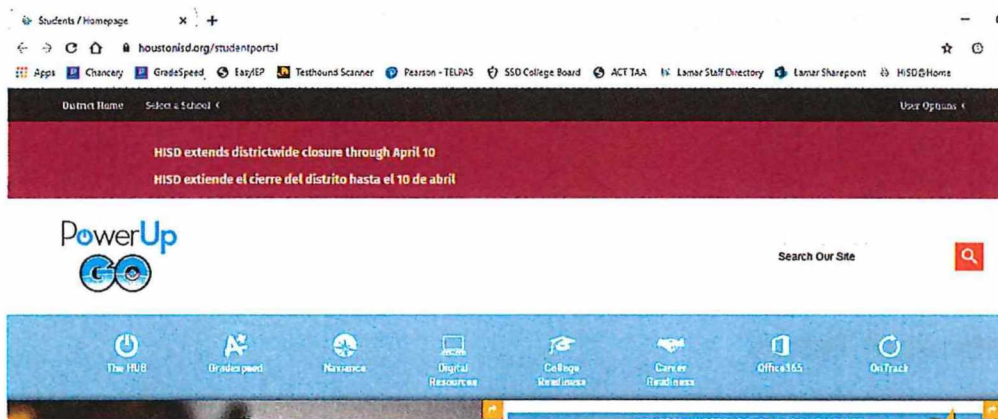 Students / Homepage
houstonisd.org/studentportal
Apps Chancery GradeSpeed EasyIEP Testhound Scanner Pearson - TELPAS SSD College Board ACT TAA Lamar Staff Directory Lamar Sharepoint HISD@Home
District Home Select a School User Options
HISD extends districtwide closure through April 10
HISD extiende el cierre del distrito hasta el 10 de abril
PowerUp
GO
Search Our Site
The HUB Gradespeed Naviance Digital Resources College Readiness Career Readiness Office365 OnTrack